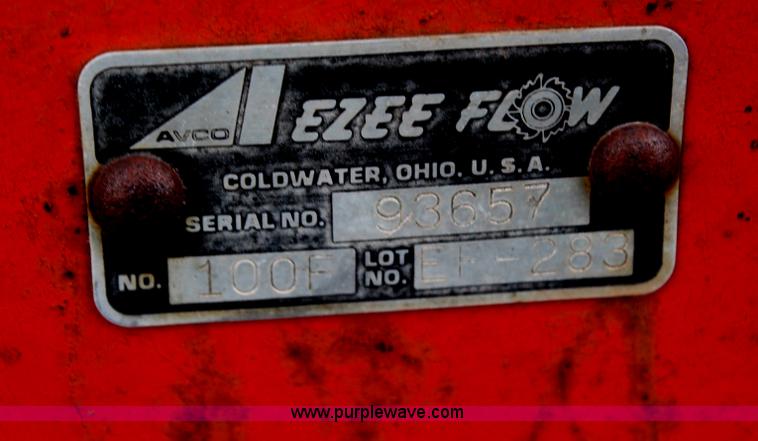 AVCO EZEE FLOW
COLDWATER, OHIO. U.S.A.
SERIAL NO. 93657
NO. 100F LOT NO. EF-283
www.purplewave.com